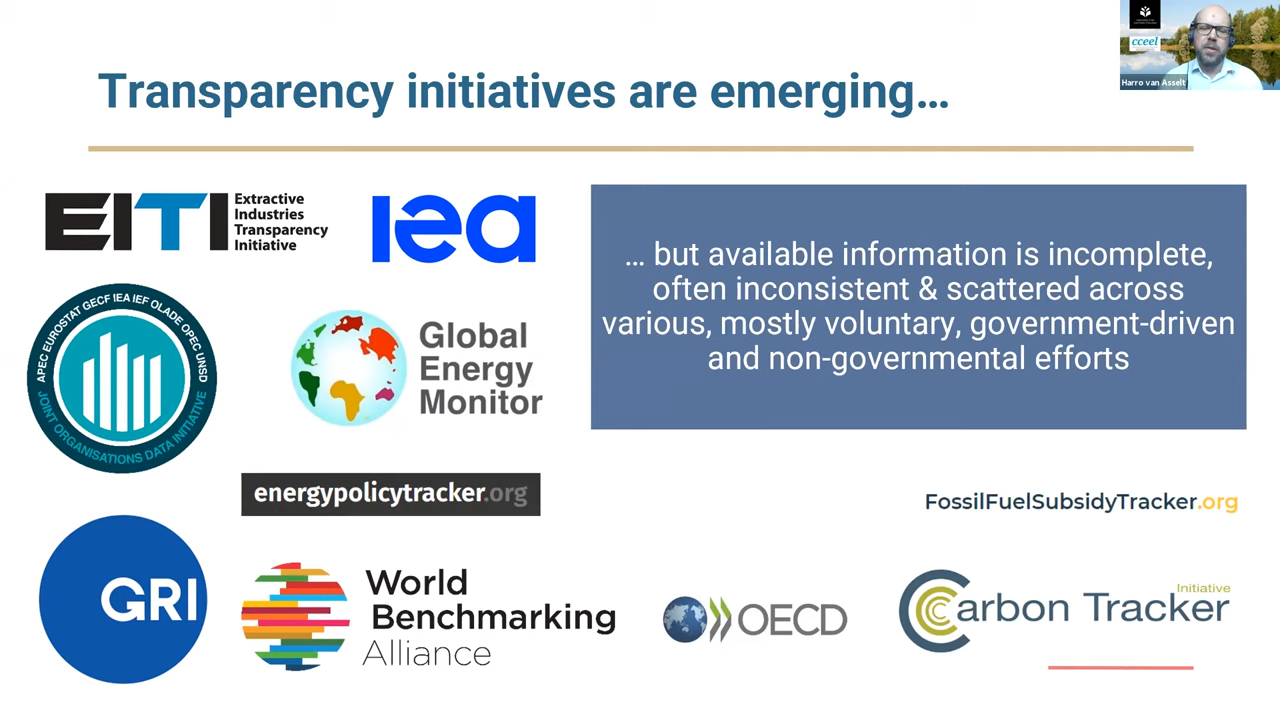 Transparency initiatives are emerging…
cceel
Harro van Asselt
EITI
Extractive
Industries
Transparency
Initiative
iea
… but available information is incomplete,
often inconsistent & scattered across
various, mostly voluntary, government-driven
and non-governmental efforts
APEC EUROSTAT GECF IEA IEF OLADE OPEC UNSD
JOINT ORGANISATIONS DATA INITIATIVE
Global
Energy
Monitor
energypolicytracker.org
FossilFuelSubsidyTracker.org
GRI
World
Benchmarking
Alliance
OECD
Initiative
Carbon Tracker